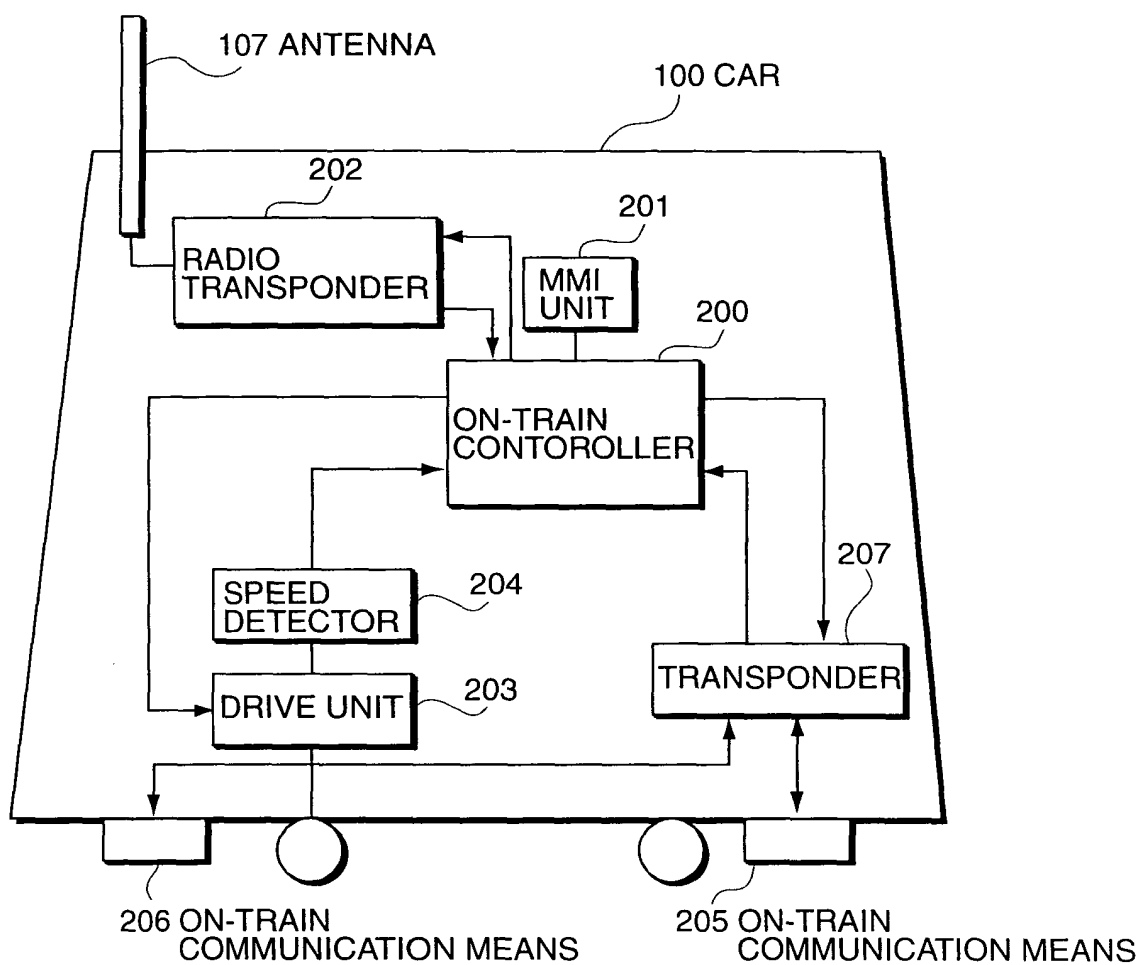 107 ANTENNA
100 CAR
202
201
RADIO
TRANSPONDER
MMI
UNIT
200
ON-TRAIN
CONTOROLLER
207
SPEED
DETECTOR
204
TRANSPONDER
DRIVE UNIT
203
206 ON-TRAIN
COMMUNICATION MEANS
205 ON-TRAIN
COMMUNICATION MEANS